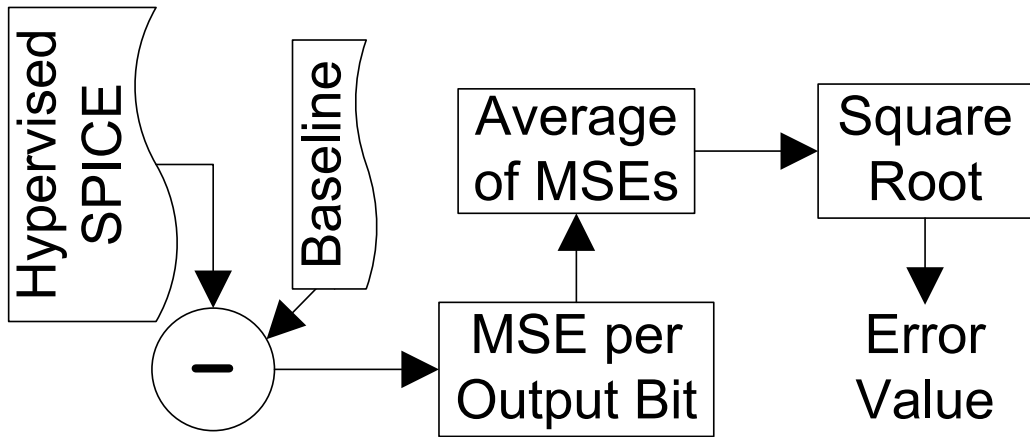 Hypervised
SPICE
Baseline
–
MSE per
Output Bit
Average
of MSEs
Square
Root
Error
Value